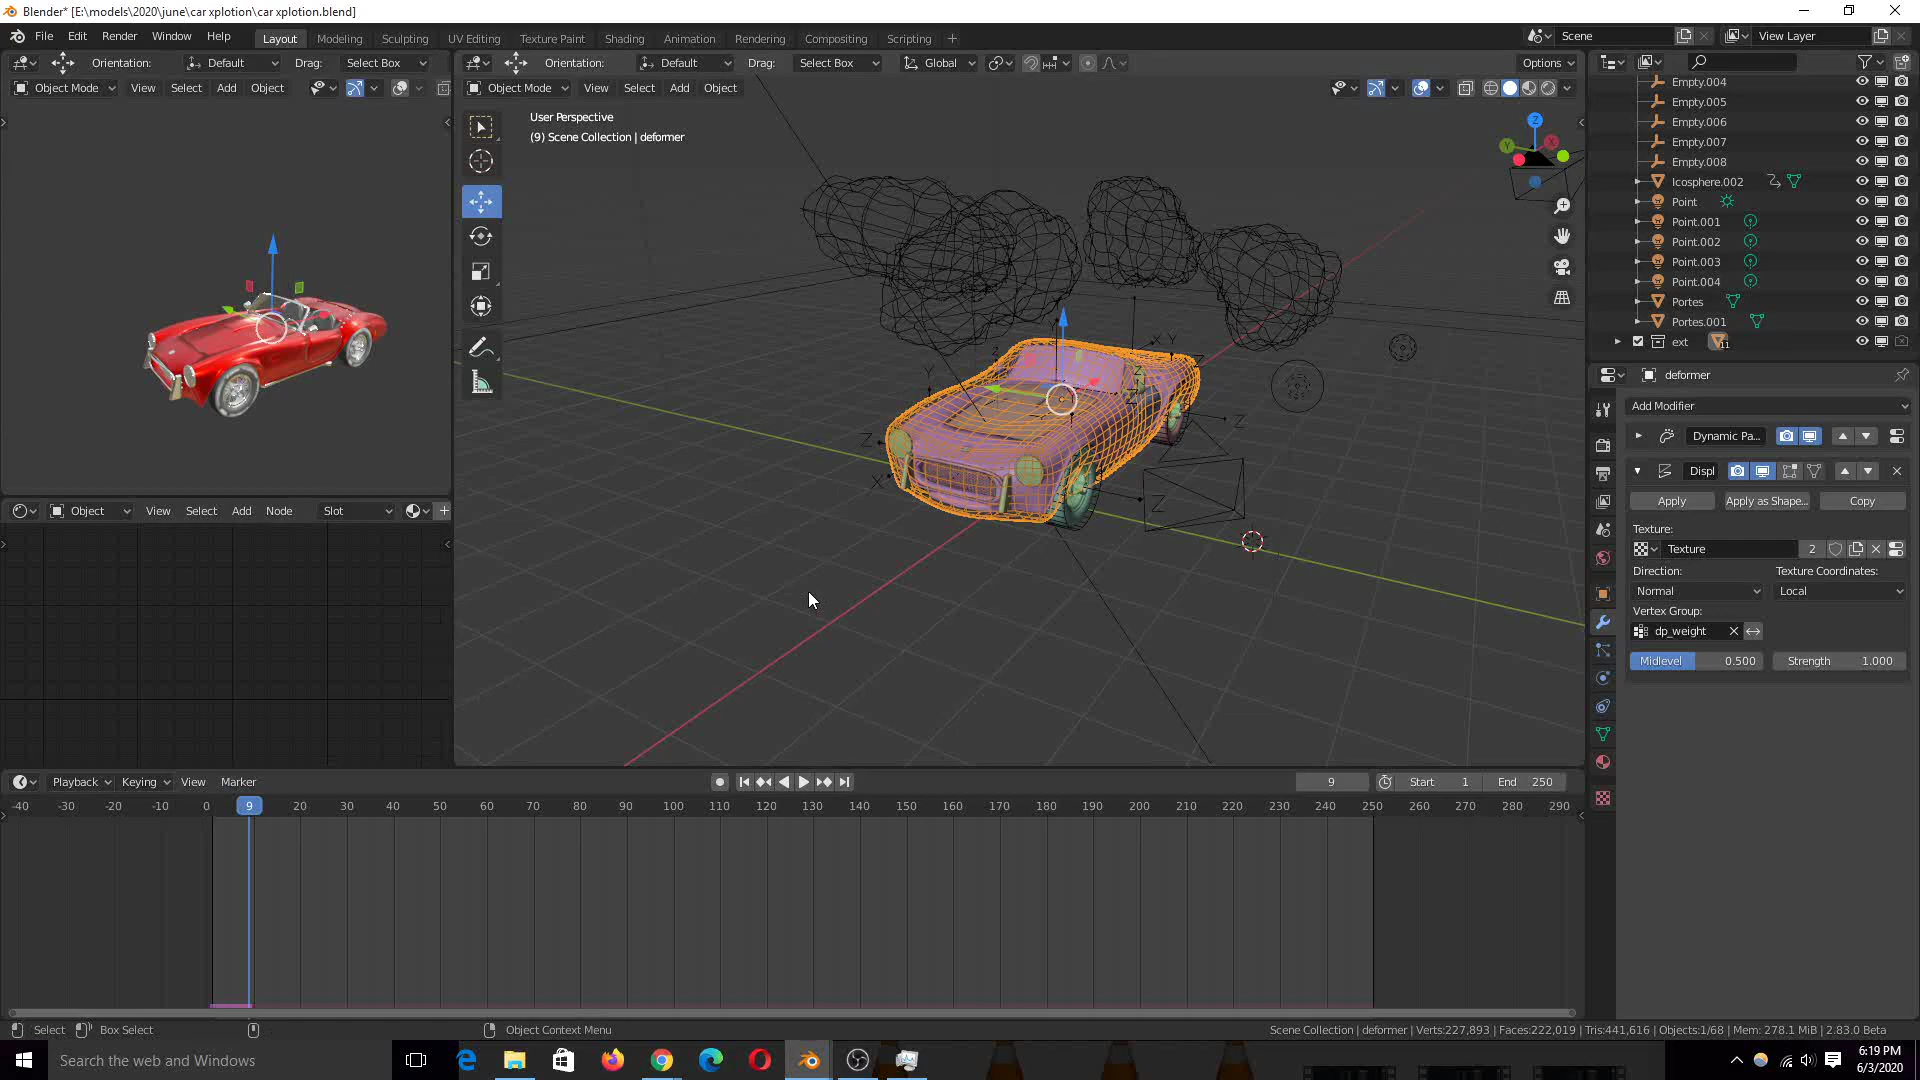 Blender* [E:\models\2020\june\car xplotion\car xplotion.blend]
File Edit Render Window Help Layout Modeling Sculpting UV Editing Texture Paint Shading Animation Rendering Compositing Scripting Scene View Layer
Orientation: Default Drag: Select Box Orientation: Default Drag: Select Box Global Options
Object Mode View Select Add Object Object Mode View Select Add Object
User Perspective
(9) Scene Collection | deformer
Empty.004
Empty.005
Empty.006
Empty.007
Empty.008
Icosphere.002
Point
Point.001
Point.002
Point.003
Point.004
Portes
Portes.001
ext 11
deformer
Add Modifier
Dynamic Pa...
Displ
Apply Apply as Shape... Copy
Texture:
Texture 2
Direction: Texture Coordinates:
Normal Local
Vertex Group:
dp_weight
Midlevel 0.500 Strength 1.000
Object View Select Add Node Slot
Playback Keying View Marker 9 Start 1 End 250
-40 -30 -20 -10 0 9 20 30 40 50 60 70 80 90 100 110 120 130 140 150 160 170 180 190 200 210 220 230 240 250 260 270 280 290
Select Box Select Object Context Menu Scene Collection | deformer | Verts:227,893 | Faces:222,019 | Tris:441,616 | Objects:1/68 | Mem: 278.1 MiB | 2.83.0 Beta
Search the web and Windows
6:19 PM
6/3/2020